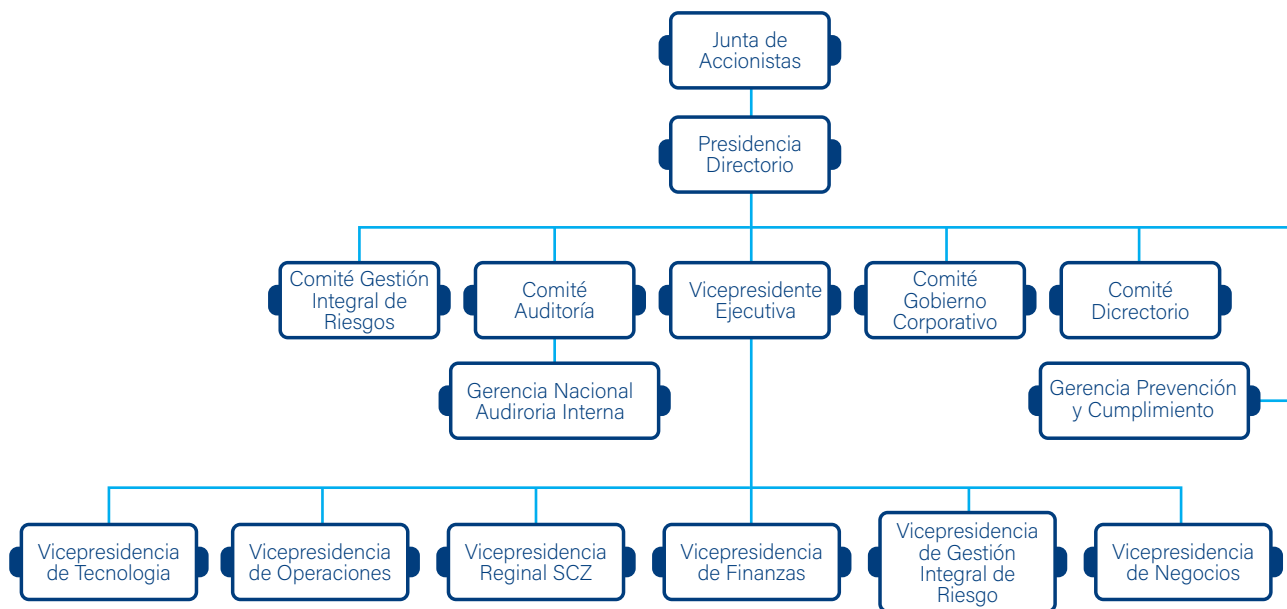 Junta de
Accionistas
Presidencia
Directorio
Comité Gestión
Integral de
Riesgos
Comité
Auditoría
Vicepresidente
Ejecutiva
Comité
Gobierno
Corporativo
Comité
Dicrectorio
Gerencia Nacional
Audiroria Interna
Gerencia Prevención
y Cumplimiento
Vicepresidencia
de Tecnologia
Vicepresidencia
de Operaciones
Vicepresidencia
Reginal SCZ
Vicepresidencia
de Finanzas
Vicepresidencia
de Gestión
Integral de
Riesgo
Vicepresidencia
de Negocios